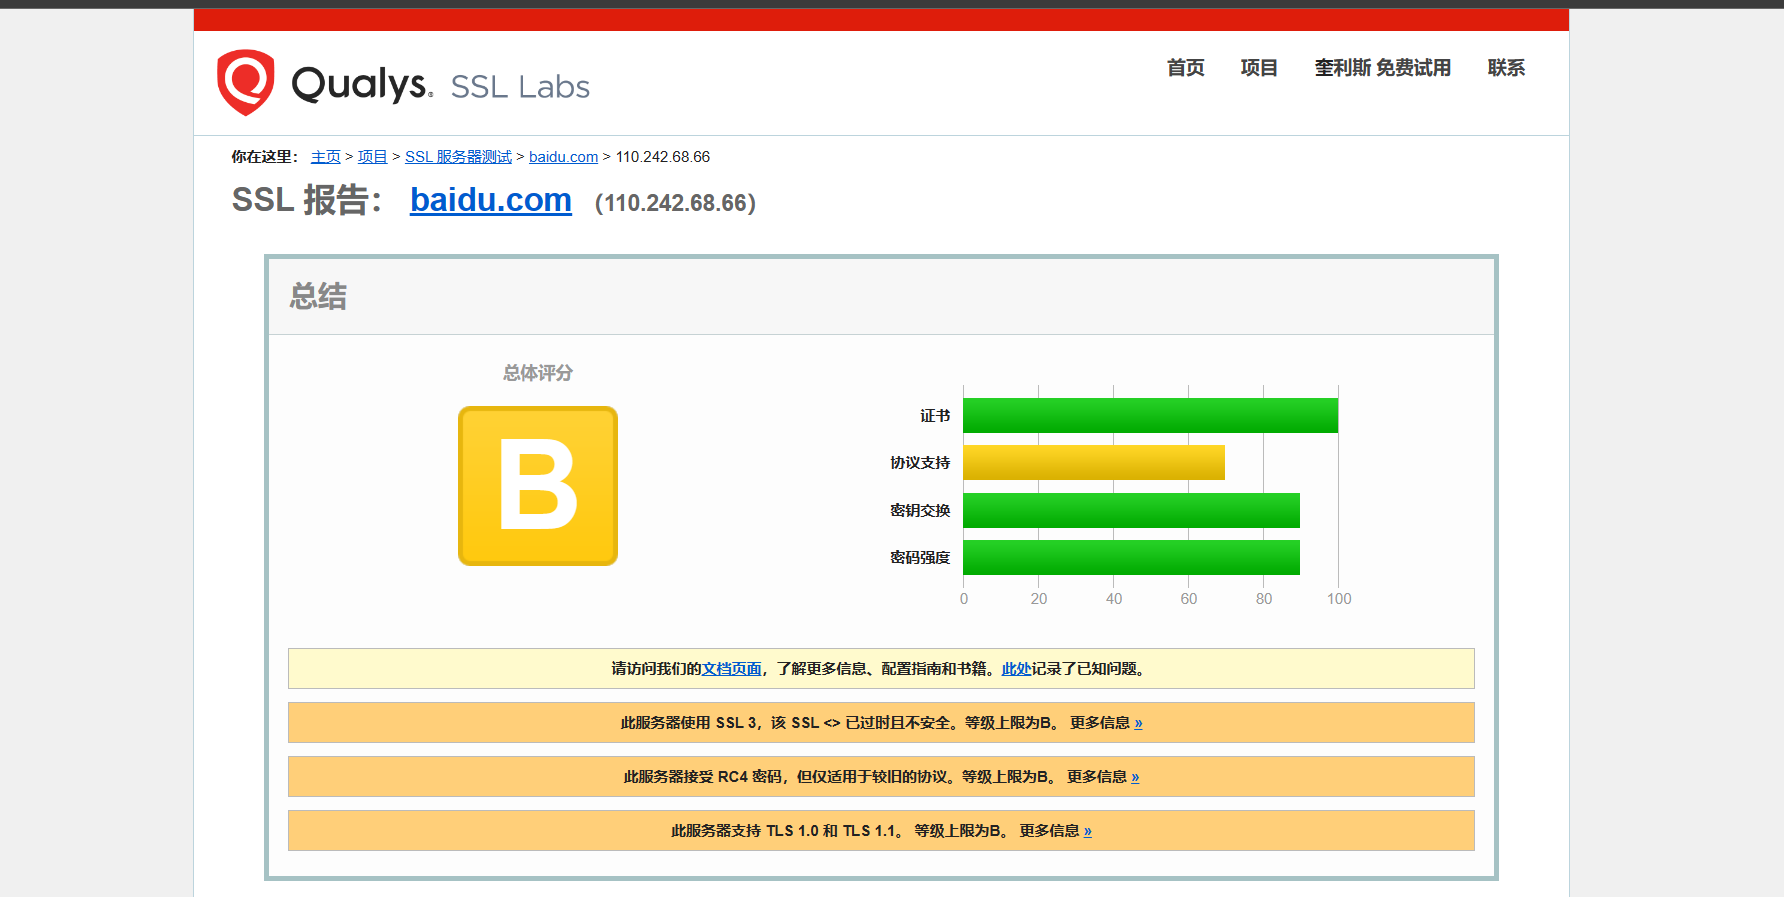 Qualys. SSL Labs
首页 项目 奎利斯 免费试用 联系
你在这里： 主页 > 项目 > SSL 服务器测试 > baidu.com > 110.242.68.66
SSL 报告： baidu.com （110.242.68.66）
总结
总体评分
B
证书
协议支持
密钥交换
密码强度
0 20 40 60 80 100
请访问我们的文档页面，了解更多信息、配置指南和书籍。此处记录了已知问题。
此服务器使用 SSL 3，该 SSL <> 已过时且不安全。等级上限为B。 更多信息 »
此服务器接受 RC4 密码，但仅适用于较旧的协议。等级上限为B。 更多信息 »
此服务器支持 TLS 1.0 和 TLS 1.1。 等级上限为B。 更多信息 »